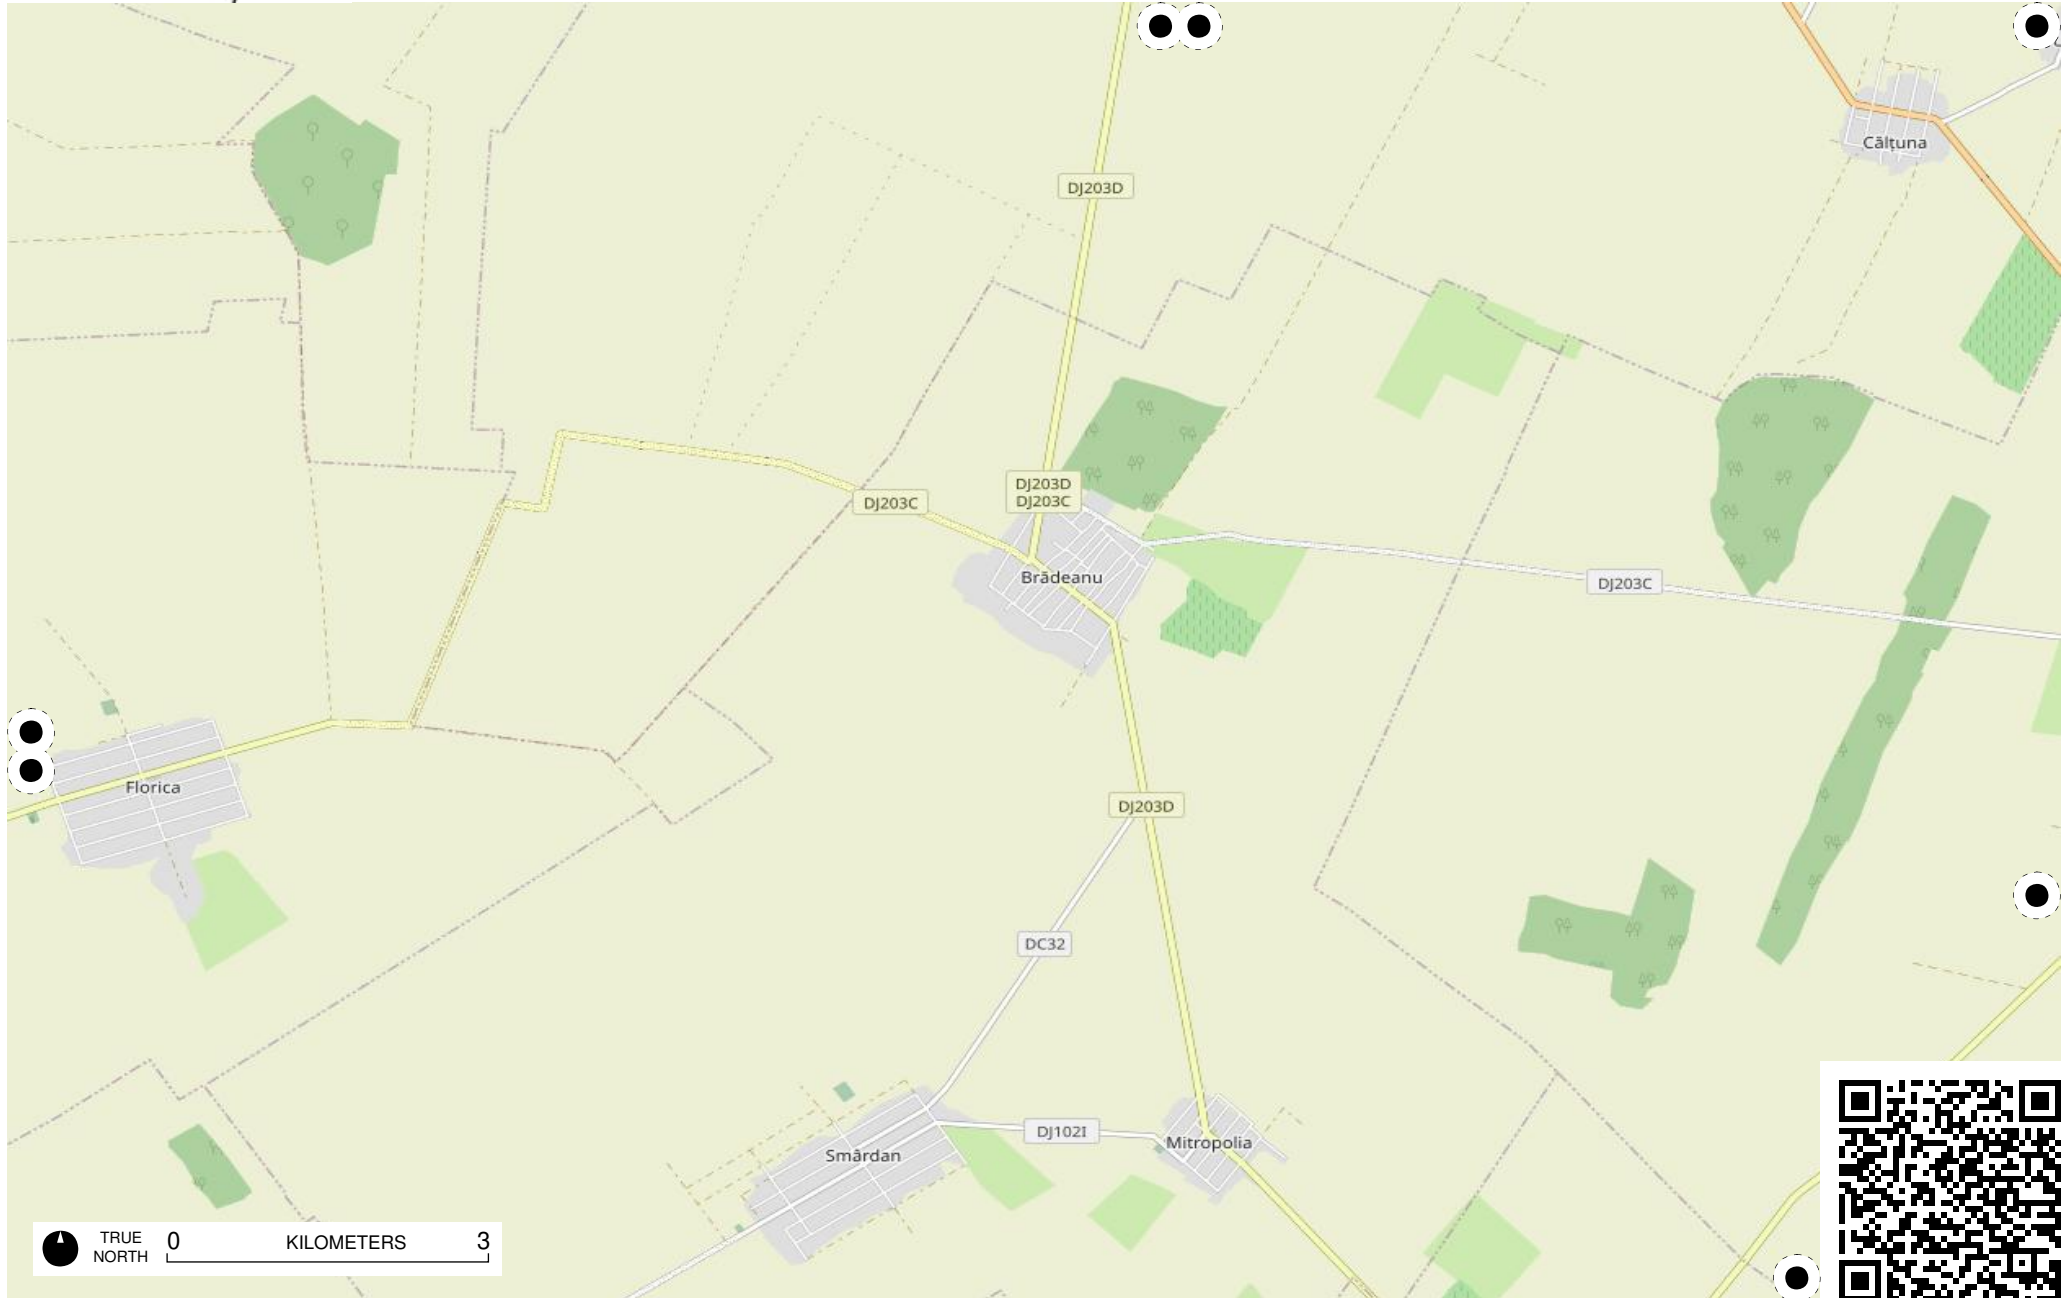 Călțuna
DJ203D
DJ203D
DJ203C
DJ203C
Brădeanu
DJ203C
Florica
DJ203D
DC32
DJ102I
Mitropolia
Smârdan
TRUE
NORTH
0 KILOMETERS 3